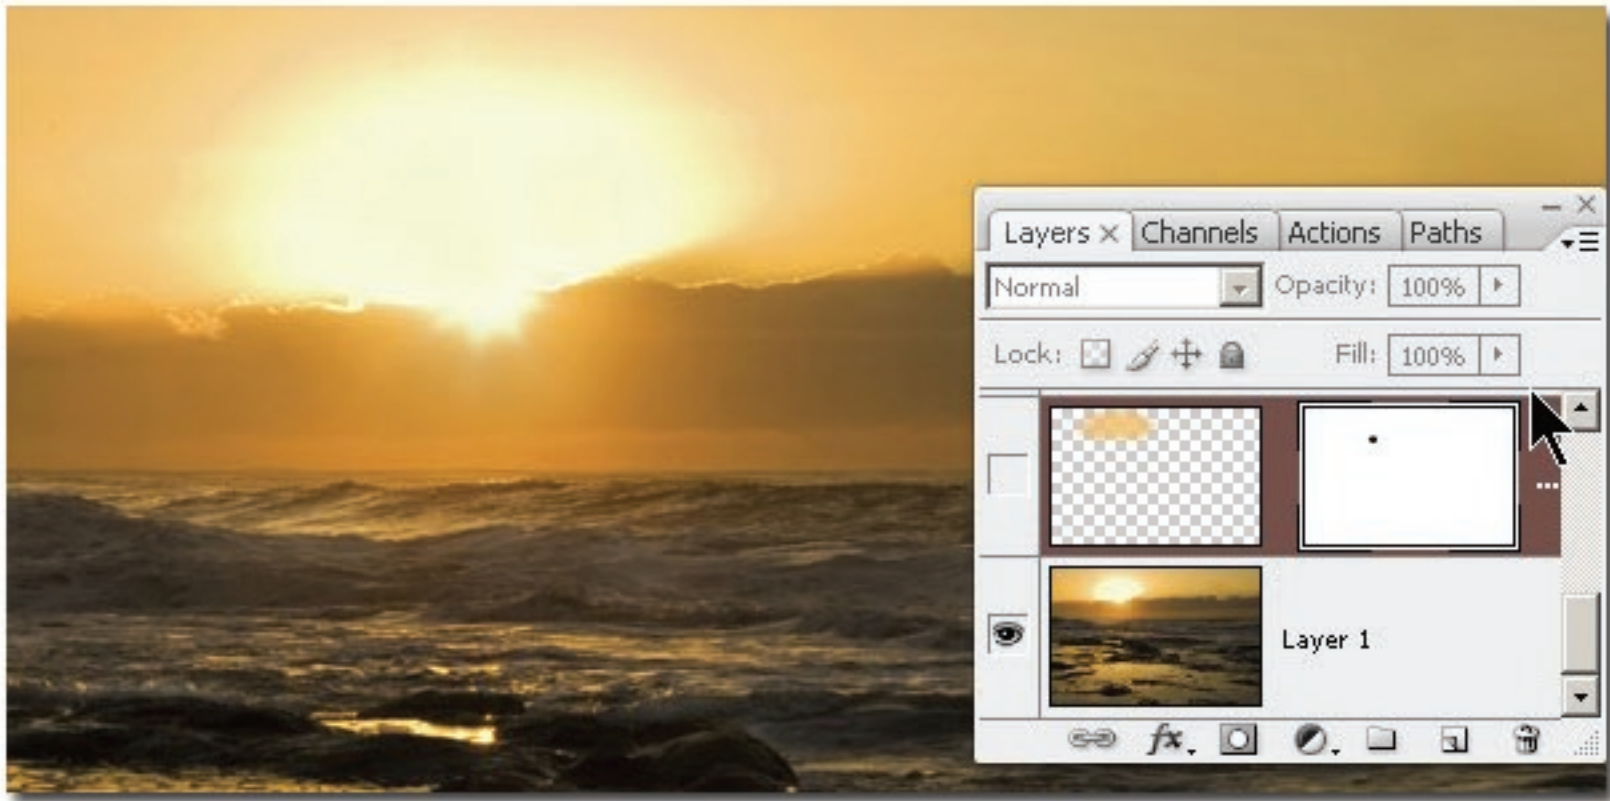 Layers Channels Actions Paths
Normal Opacity: 100%
Lock: Fill: 100%
...
Layer 1
fx.